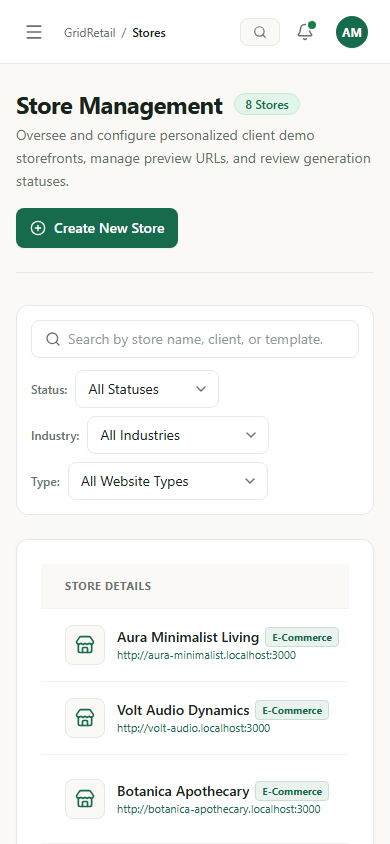 GridRetail / Stores
AM
Store Management
8 Stores
Oversee and configure personalized client demo
storefronts, manage preview URLs, and review generation
statuses.
Create New Store
Search by store name, client, or template.
Status: All Statuses
Industry: All Industries
Type: All Website Types
STORE DETAILS
Aura Minimalist Living E-Commerce
http://aura-minimalist.localhost:3000
Volt Audio Dynamics E-Commerce
http://volt-audio.localhost:3000
Botanica Apothecary E-Commerce
http://botanica-apothecary.localhost:3000